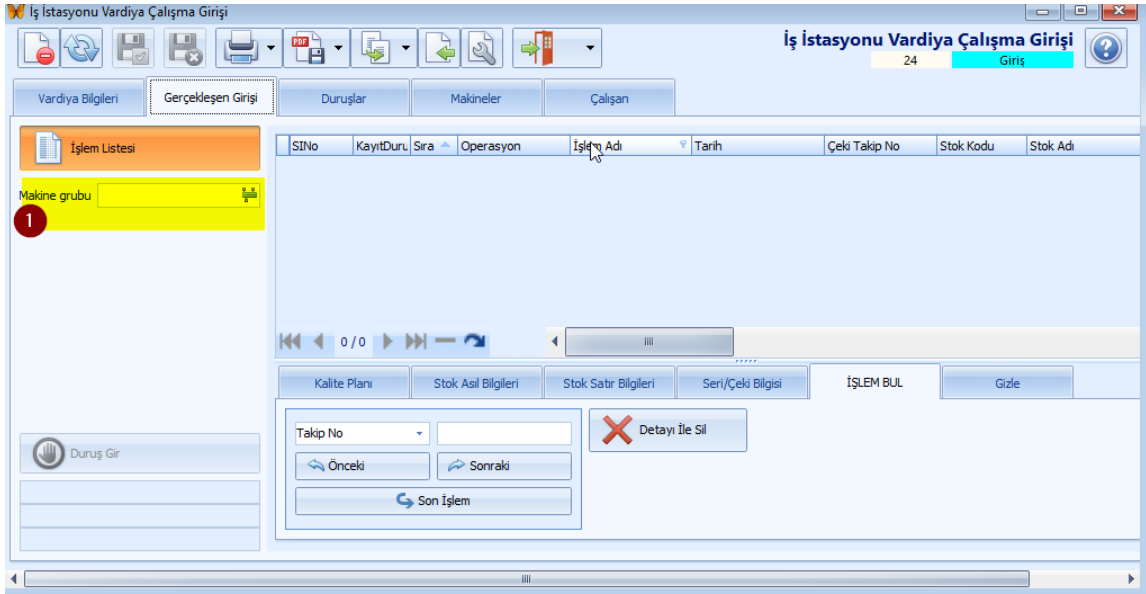 İş İstasyonu Vardiya Çalışma Girişi
PDF
İş İstasyonu Vardiya Çalışma Girişi
24 Giriş
?
Vardiya Bilgileri Gerçekleşen Girişi Duruşlar Makineler Çalışan
İşlem Listesi
SINo KayıtDuru Sıra Operasyon İşlem Adı Tarih Çeki Takip No Stok Kodu Stok Adı
Makine grubu
1
0 / 0
Kalite Planı Stok Asıl Bilgileri Stok Satır Bilgileri Seri/Çeki Bilgisi İŞLEM BUL Gizle
Takip No Detayı İle Sil
Duruş Gir
Önceki Sonraki
Son İşlem